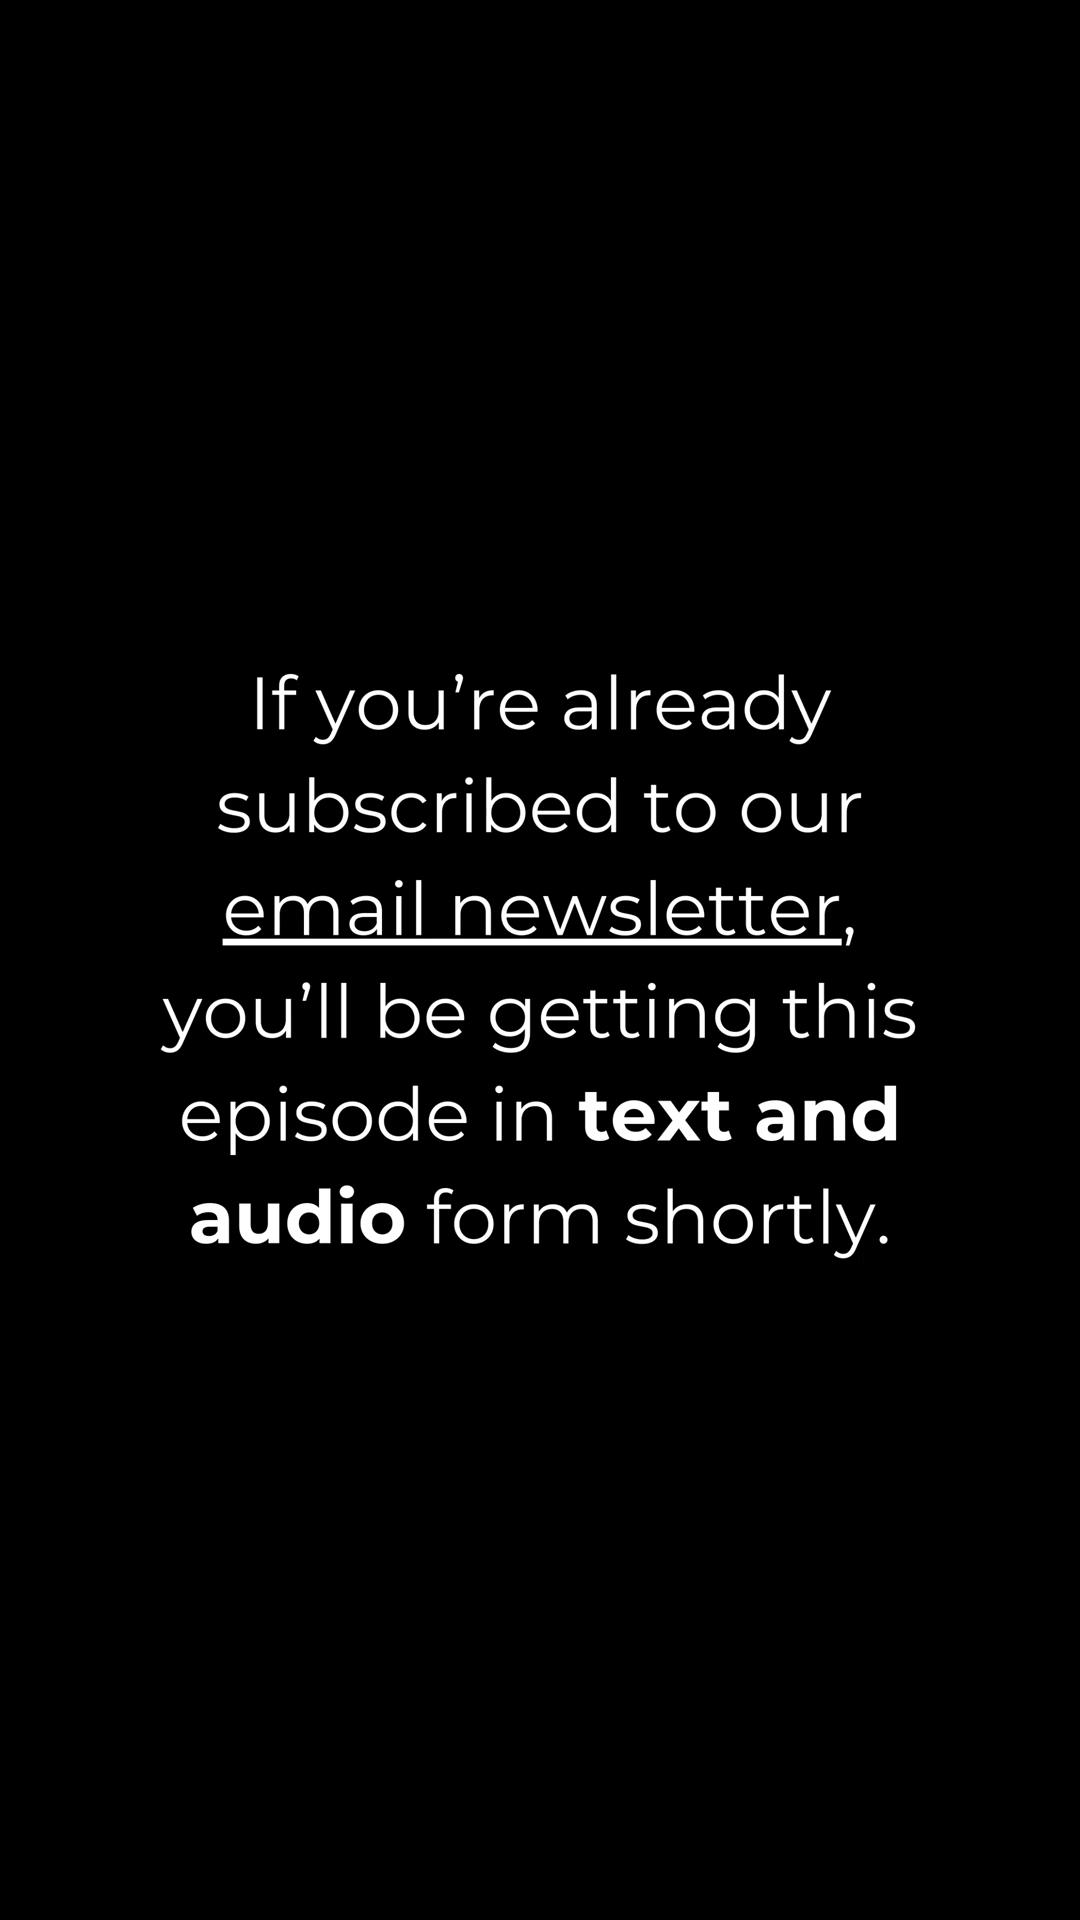 If you’re already
subscribed to our
email newsletter,
you’ll be getting this
episode in text and
audio form shortly.